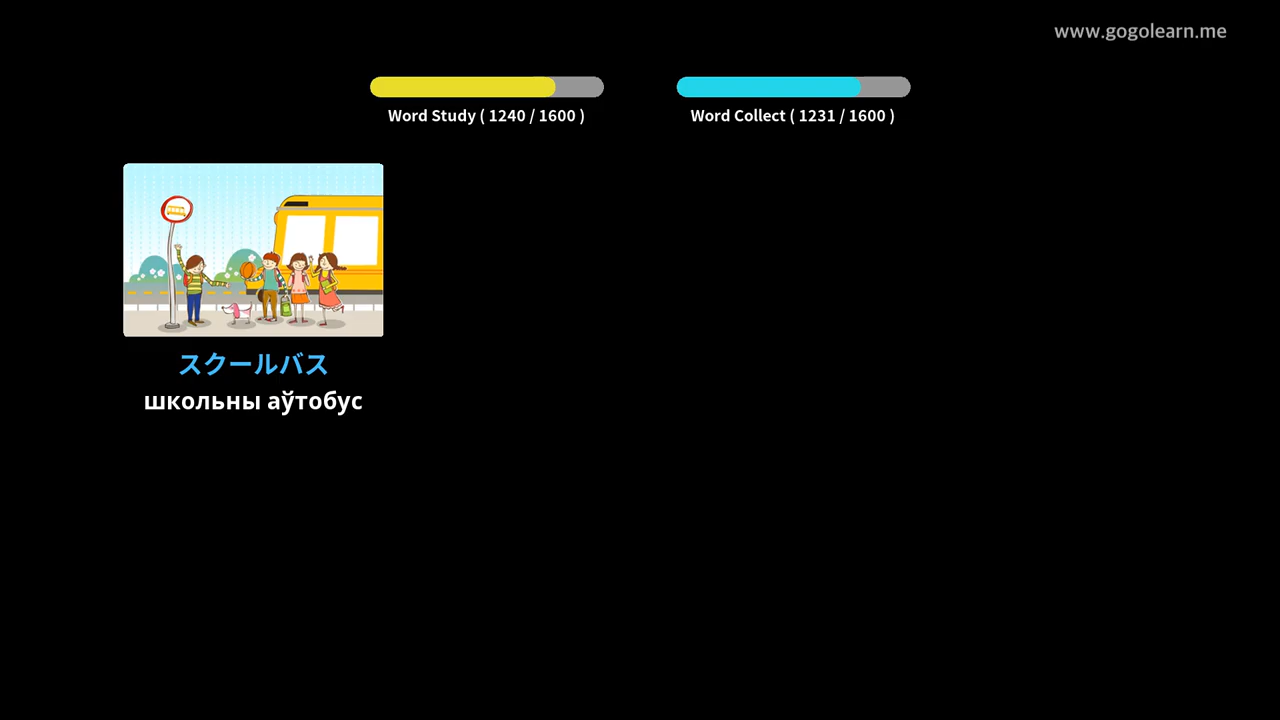 www.gogolearn.me
Word Study ( 1240 / 1600 )
Word Collect ( 1231 / 1600 )
スクールバス
школьны аўтобус